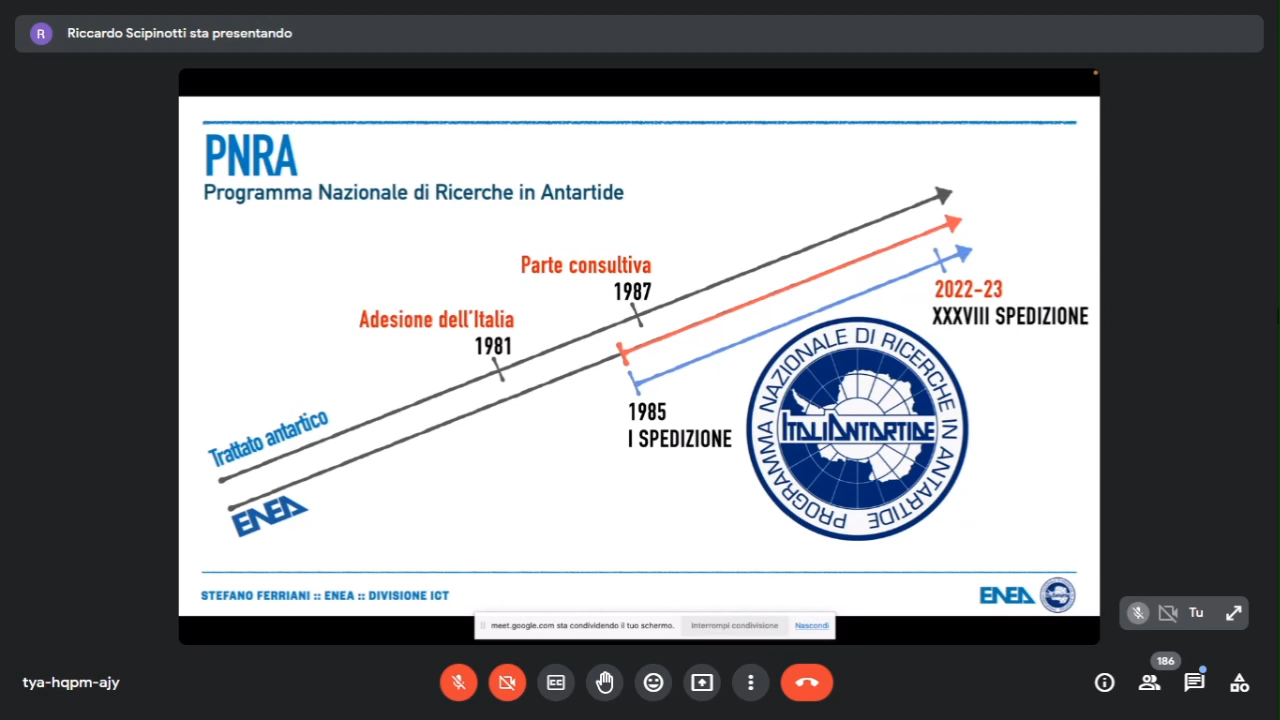 R
Riccardo Scipinotti sta presentando
PNRA
Programma Nazionale di Ricerche in Antartide
Parte consultiva
1987
Adesione dell'Italia
1981
2022-23
XXXVIII SPEDIZIONE
Trattato antartico
ENEA
1985
I SPEDIZIONE
PROGRAMMA NAZIONALE DI RICERCHE IN ANTARTIDE
ITALIANTARTIDE
STEFANO FERRIANI :: ENEA :: DIVISIONE ICT
ENEA
meet.google.com sta condividendo il tuo schermo.
Interrompi condivisione
Nascondi
Tu
tya-hqpm-ajy
CC
186